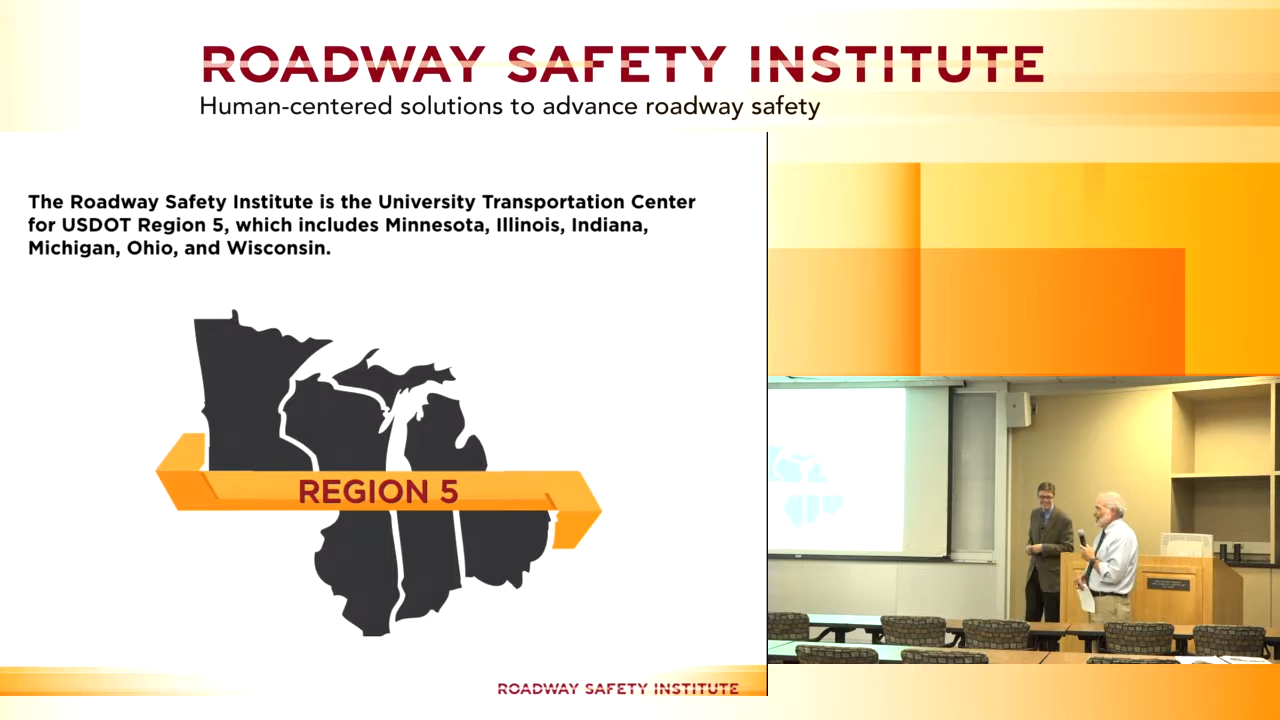 ROADWAY SAFETY INSTITUTE
Human-centered solutions to advance roadway safety
The Roadway Safety Institute is the University Transportation Center
for USDOT Region 5, which includes Minnesota, Illinois, Indiana,
Michigan, Ohio, and Wisconsin.
REGION 5
ROADWAY SAFETY INSTITUTE